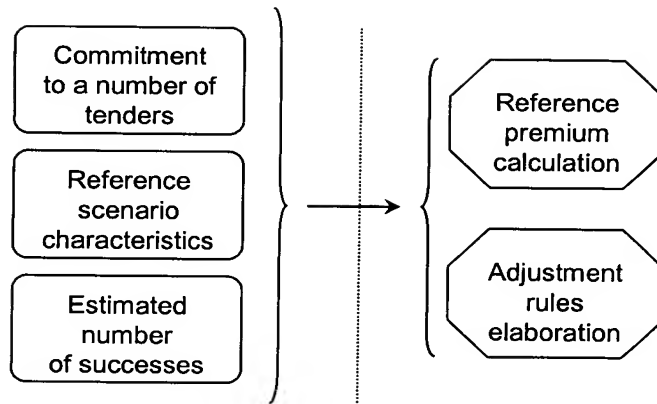 Commitment
to a number of
tenders
Reference
scenario
characteristics
Estimated
number
of successes
Reference
premium
calculation
Adjustment
rules
elaboration